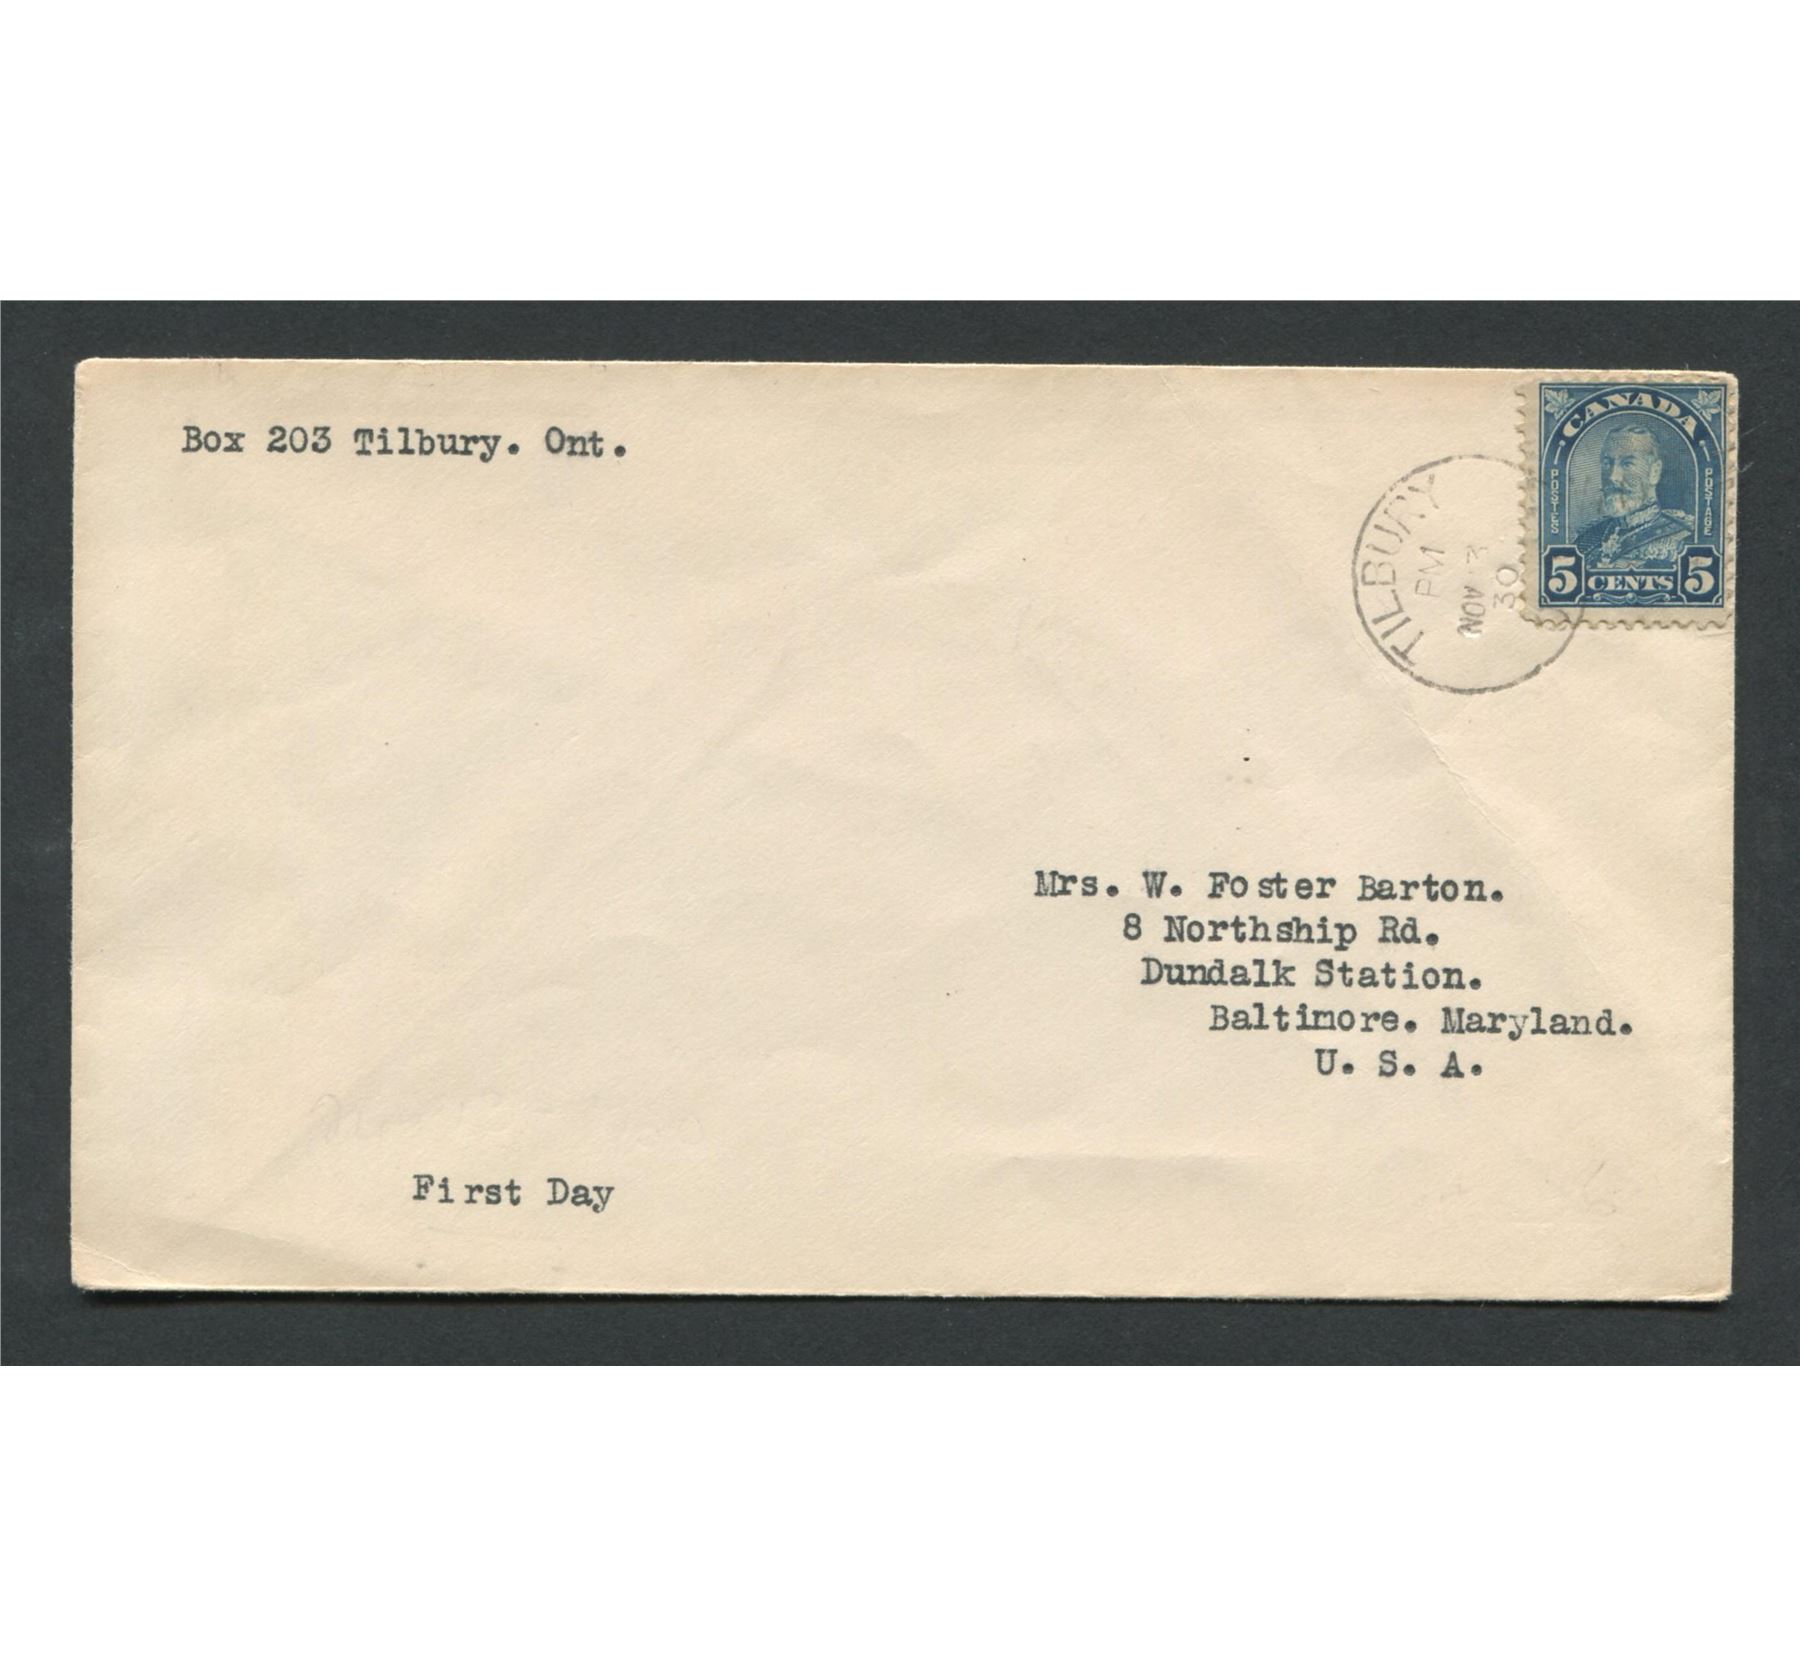 Box 203 Tilbury. Ont.
CANADA
POSTES
POSTAGE
5 CENTS 5
TILBURY
PM
NOV 3
30
Mrs. W. Foster Barton.
8 Northship Rd.
Dundalk Station.
Baltimore. Maryland.
U. S. A.
First Day